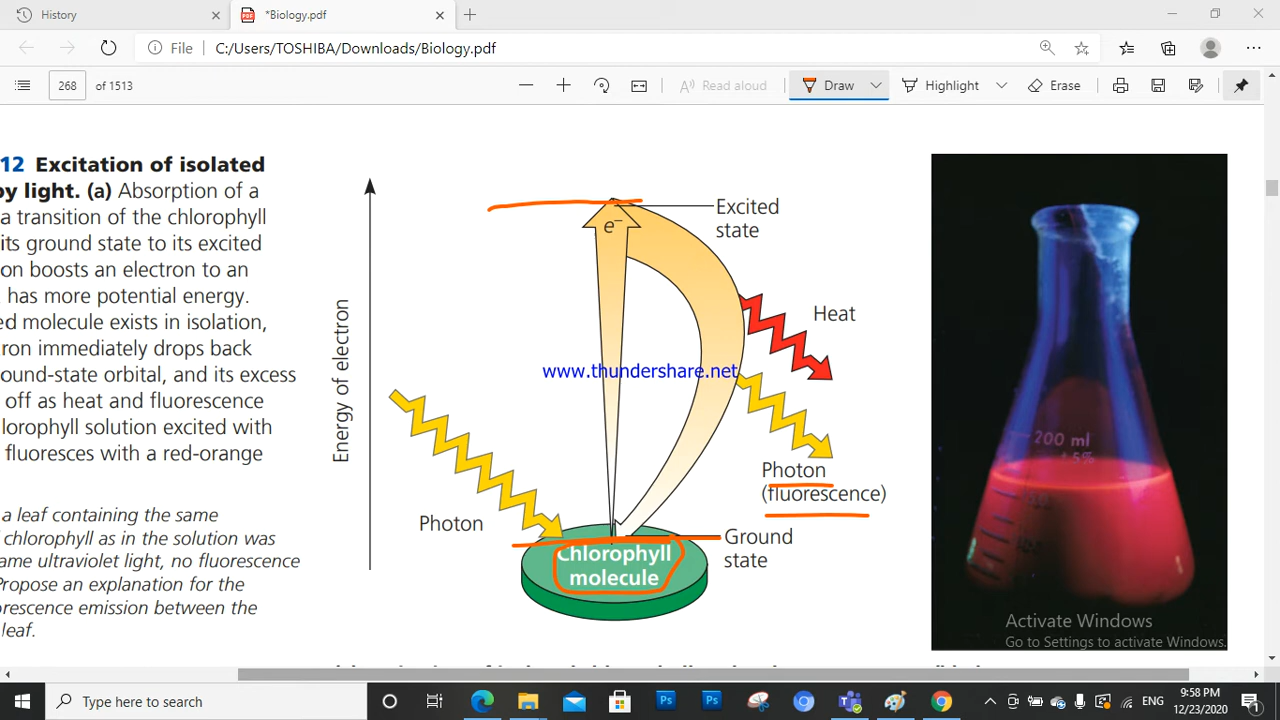 History
*Biology.pdf
File
C:/Users/TOSHIBA/Downloads/Biology.pdf
268
of 1513
Read aloud
Draw
Highlight
Erase
12 Excitation of isolated
by light. (a) Absorption of a
a transition of the chlorophyll
its ground state to its excited
on boosts an electron to an
has more potential energy.
ed molecule exists in isolation,
ron immediately drops back
ound-state orbital, and its excess
off as heat and fluorescence
lorophyll solution excited with
fluoresces with a red-orange
a leaf containing the same
chlorophyll as in the solution was
ame ultraviolet light, no fluorescence
Propose an explanation for the
orescence emission between the
leaf.
Energy of electron
e−
Excited
state
Heat
www.thundershare.net
Photon
(fluorescence)
Photon
Chlorophyll
molecule
Ground
state
200 ml
± 5%
Activate Windows
Go to Settings to activate Windows.
Type here to search
ENG
9:58 PM
12/23/2020